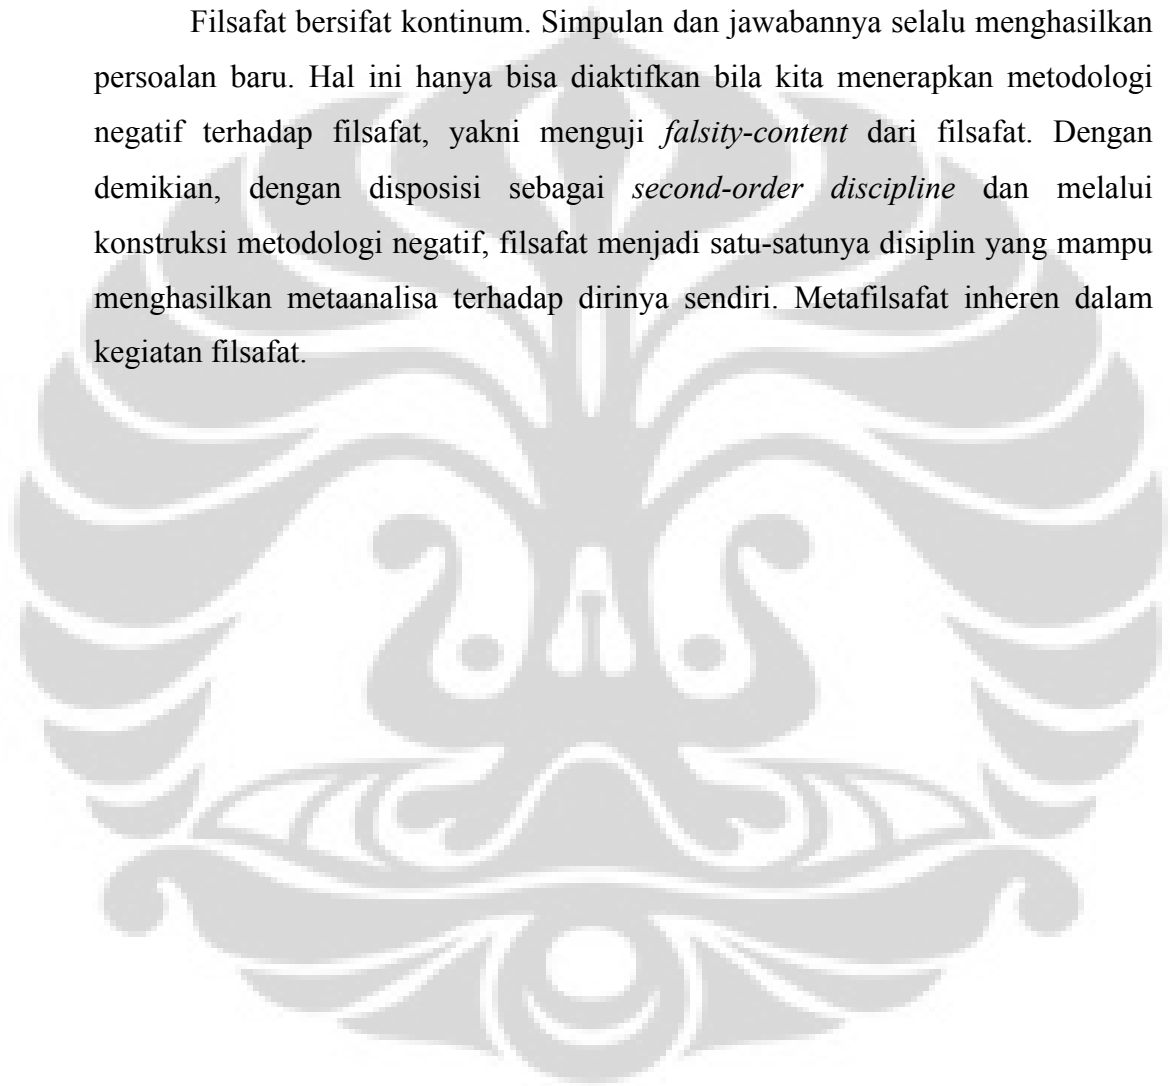 Filsafat bersifat kontinum. Simpulan dan jawabannya selalu menghasilkan
persoalan baru. Hal ini hanya bisa diaktifkan bila kita menerapkan metodologi
negatif terhadap filsafat, yakni menguji falsity-content dari filsafat. Dengan
demikian, dengan disposisi sebagai second-order discipline dan melalui
konstruksi metodologi negatif, filsafat menjadi satu-satunya disiplin yang mampu
menghasilkan metaanalisa terhadap dirinya sendiri. Metafilsafat inheren dalam
kegiatan filsafat.